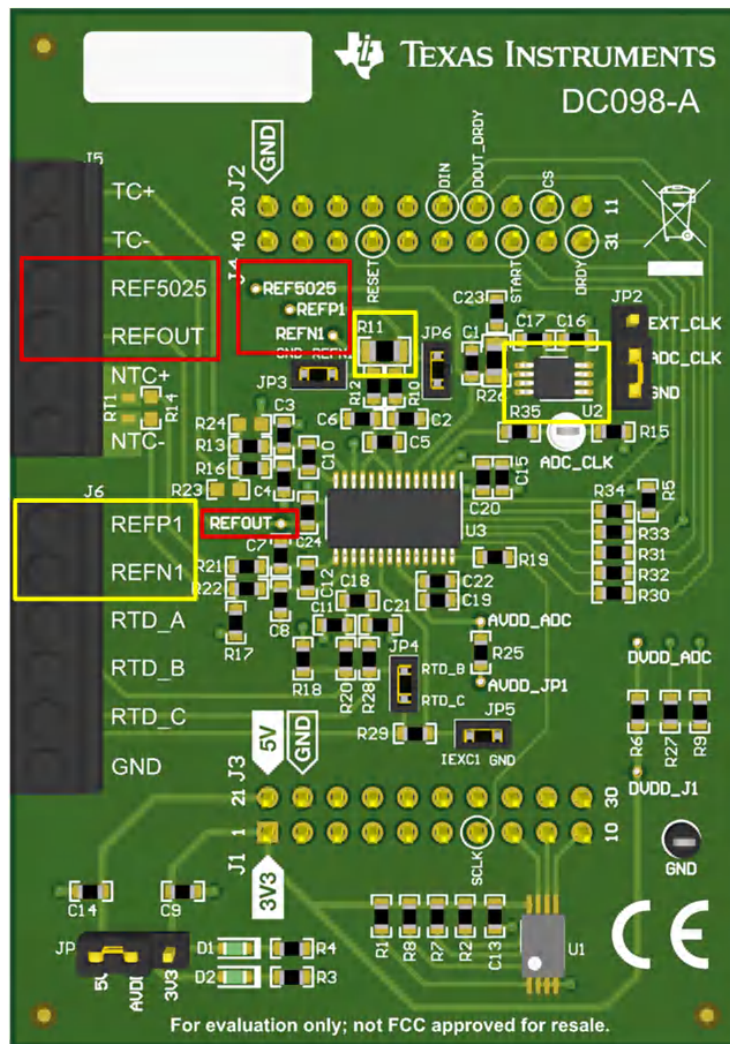 TEXAS INSTRUMENTS
DC098-A
GND
J2
20
40
J4
DIN
DOUT_DRDY
CS
11
31
RESET
START
DRDY
J5
TC+
TC-
REF5025
REFOUT
NTC+
NTC-
RT1
R14
REF5025
REFP1
REFN1
GND REFN1
JP3
R11
JP6
C23
C1
C17
C16
R26
U2
JP2
EXT_CLK
ADC_CLK
GND
R35
R15
ADC_CLK
R12
R10
C6
C2
C5
C3
R24
R13
R16
C10
C4
R23
REFOUT
C24
C7
U3
C20
C15
R34
R5
R33
R31
R32
R30
R19
J6
REFP1
REFN1
RTD_A
RTD_B
RTD_C
GND
R21
R22
C12
C8
R17
C18
C11
C21
C22
C19
R18
R20
R28
JP4
RTD_B
RTD_C
AVDD_ADC
R25
AVDD_JP1
R29
JP5
IEXC1 GND
DVDD_ADC
R6
R27
R9
DVDD_J1
5V
GND
J3
21
30
1
10
J1
3V3
SCLK
GND
C14
C9
JP
5V
AVDD
3V3
D1
R4
D2
R3
R1
R8
R7
R2
C13
U1
CE
For evaluation only; not FCC approved for resale.